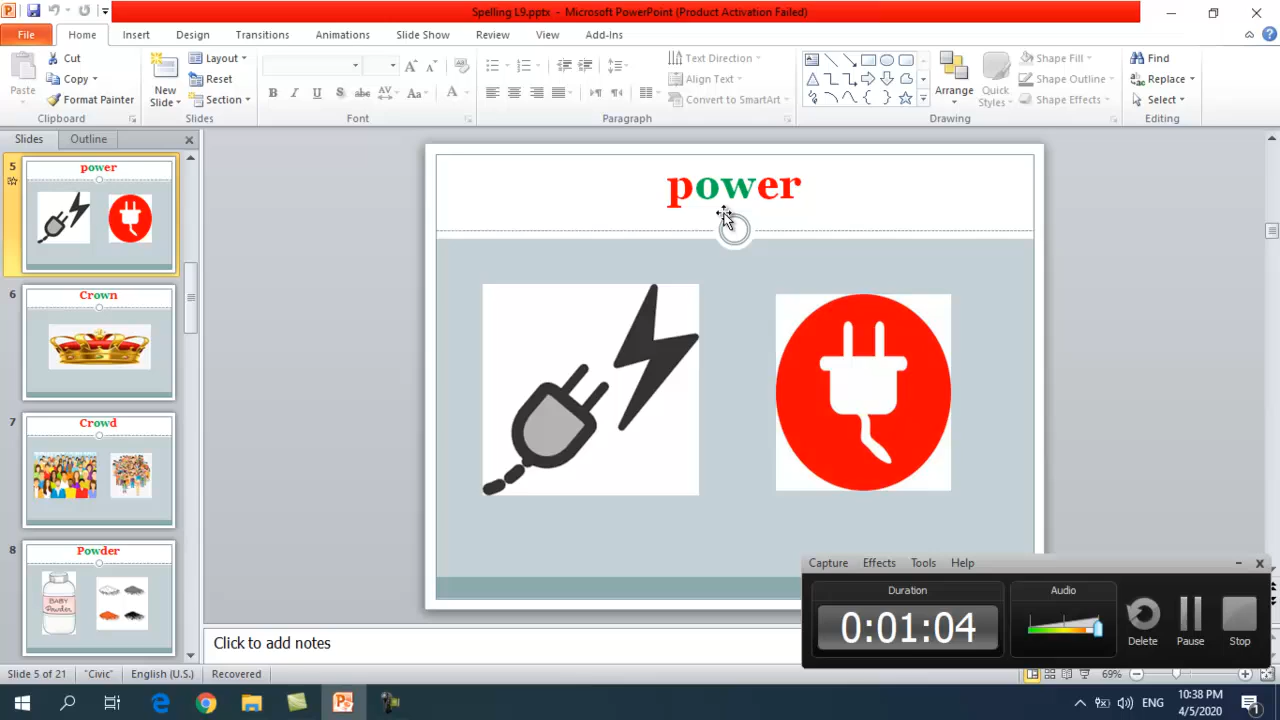 Spelling L9.pptx - Microsoft PowerPoint (Product Activation Failed)
File Home Insert Design Transitions Animations Slide Show Review View Add-Ins
Paste Cut Copy Format Painter
Clipboard
New Slide Layout Reset Section
Slides
B I U S abc AV Aa A
Font
Text Direction Align Text Convert to SmartArt
Paragraph
Arrange Quick Styles Shape Fill Shape Outline Shape Effects
Drawing
Find Replace Select
Editing
Slides Outline
5 power
6 Crown
7 Crowd
8 Powder
BABY
Powder
power
Click to add notes
Capture Effects Tools Help
Duration Audio
0:01:04
Delete Pause Stop
Slide 5 of 21 "Civic" English (U.S.) Recovered 69%
ENG 10:38 PM
4/5/2020
1